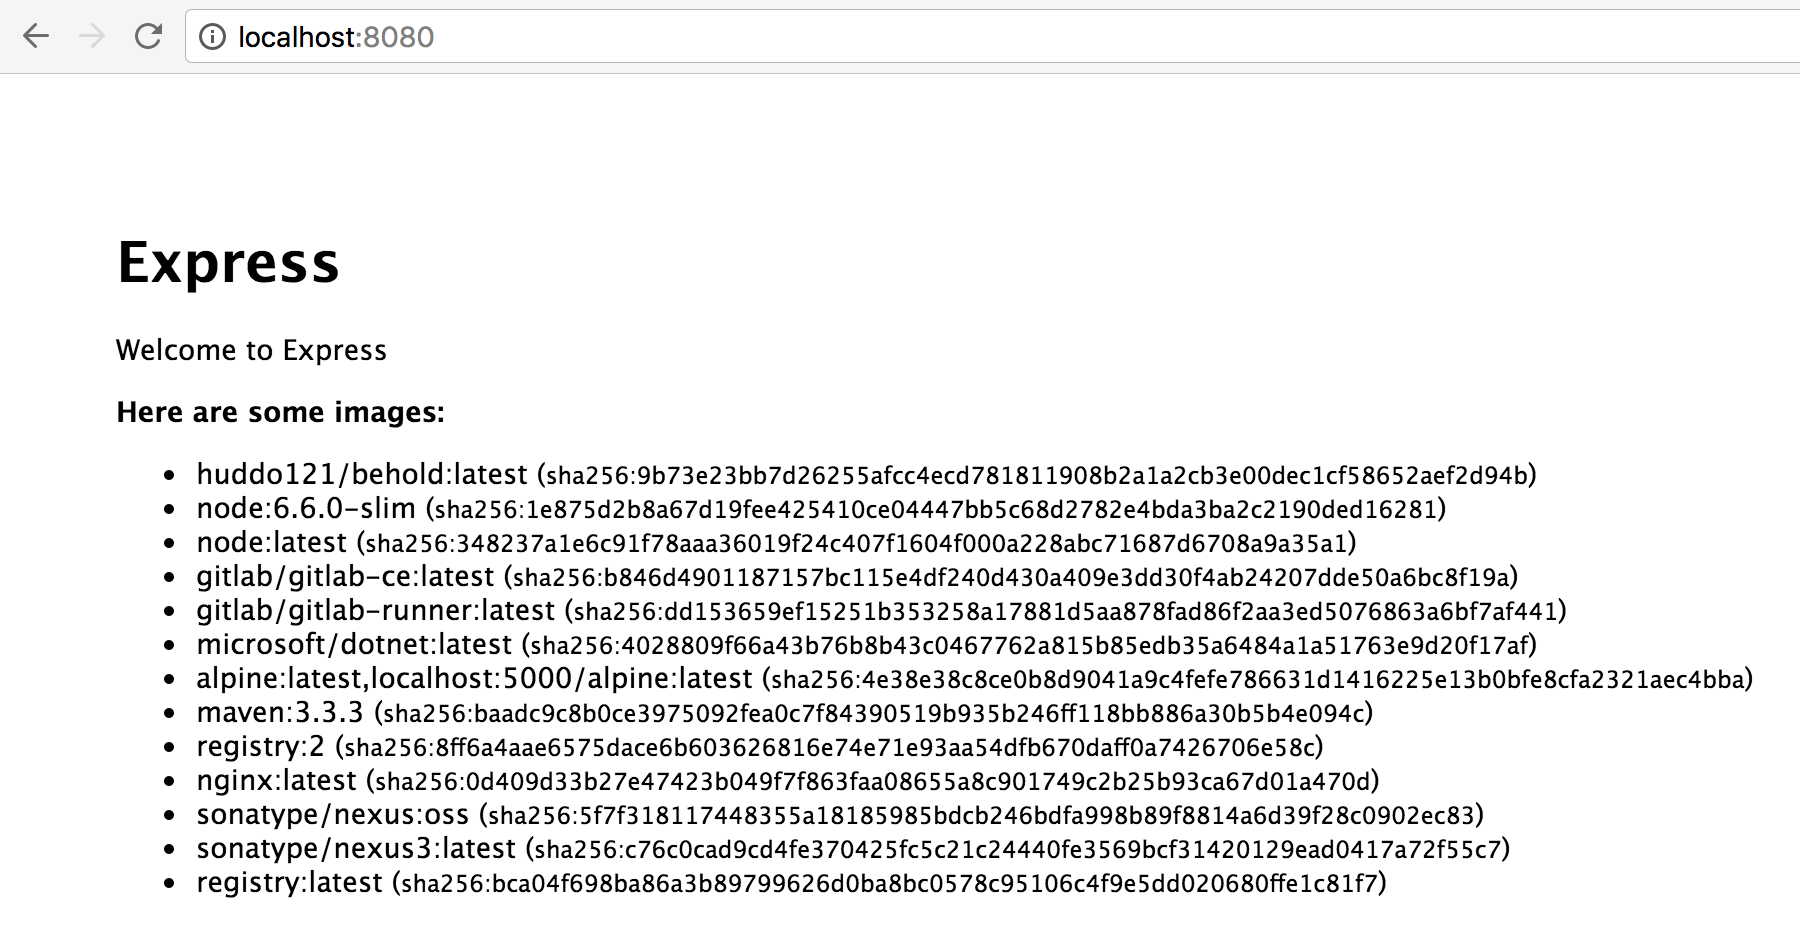 localhost:8080
Express
Welcome to Express
Here are some images:
• huddo121/behold:latest (sha256:9b73e23bb7d26255afcc4ecd781811908b2a1a2cb3e00dec1cf58652aef2d94b)
• node:6.6.0-slim (sha256:1e875d2b8a67d19fee425410ce04447bb5c68d2782e4bda3ba2c2190ded16281)
• node:latest (sha256:348237a1e6c91f78aaa36019f24c407f1604f000a228abc71687d6708a9a35a1)
• gitlab/gitlab-ce:latest (sha256:b846d4901187157bc115e4df240d430a409e3dd30f4ab24207dde50a6bc8f19a)
• gitlab/gitlab-runner:latest (sha256:dd153659ef15251b353258a17881d5aa878fad86f2aa3ed5076863a6bf7af441)
• microsoft/dotnet:latest (sha256:4028809f66a43b76b8b43c0467762a815b85edb35a6484a1a51763e9d20f17af)
• alpine:latest,localhost:5000/alpine:latest (sha256:4e38e38c8ce0b8d9041a9c4fefe786631d1416225e13b0bfe8cfa2321aec4bba)
• maven:3.3.3 (sha256:baadc9c8b0ce3975092fea0c7f84390519b935b246ff118bb886a30b5b4e094c)
• registry:2 (sha256:8ff6a4aae6575dace6b603626816e74e71e93aa54dfb670daff0a7426706e58c)
• nginx:latest (sha256:0d409d33b27e47423b049f7f863faa08655a8c901749c2b25b93ca67d01a470d)
• sonatype/nexus:oss (sha256:5f7f318117448355a18185985bdcb246bdfa998b89f8814a6d39f28c0902ec83)
• sonatype/nexus3:latest (sha256:c76c0cad9cd4fe370425fc5c21c24440fe3569bcf31420129ead0417a72f55c7)
• registry:latest (sha256:bca04f698ba86a3b89799626d0ba8bc0578c95106c4f9e5dd020680ffe1c81f7)